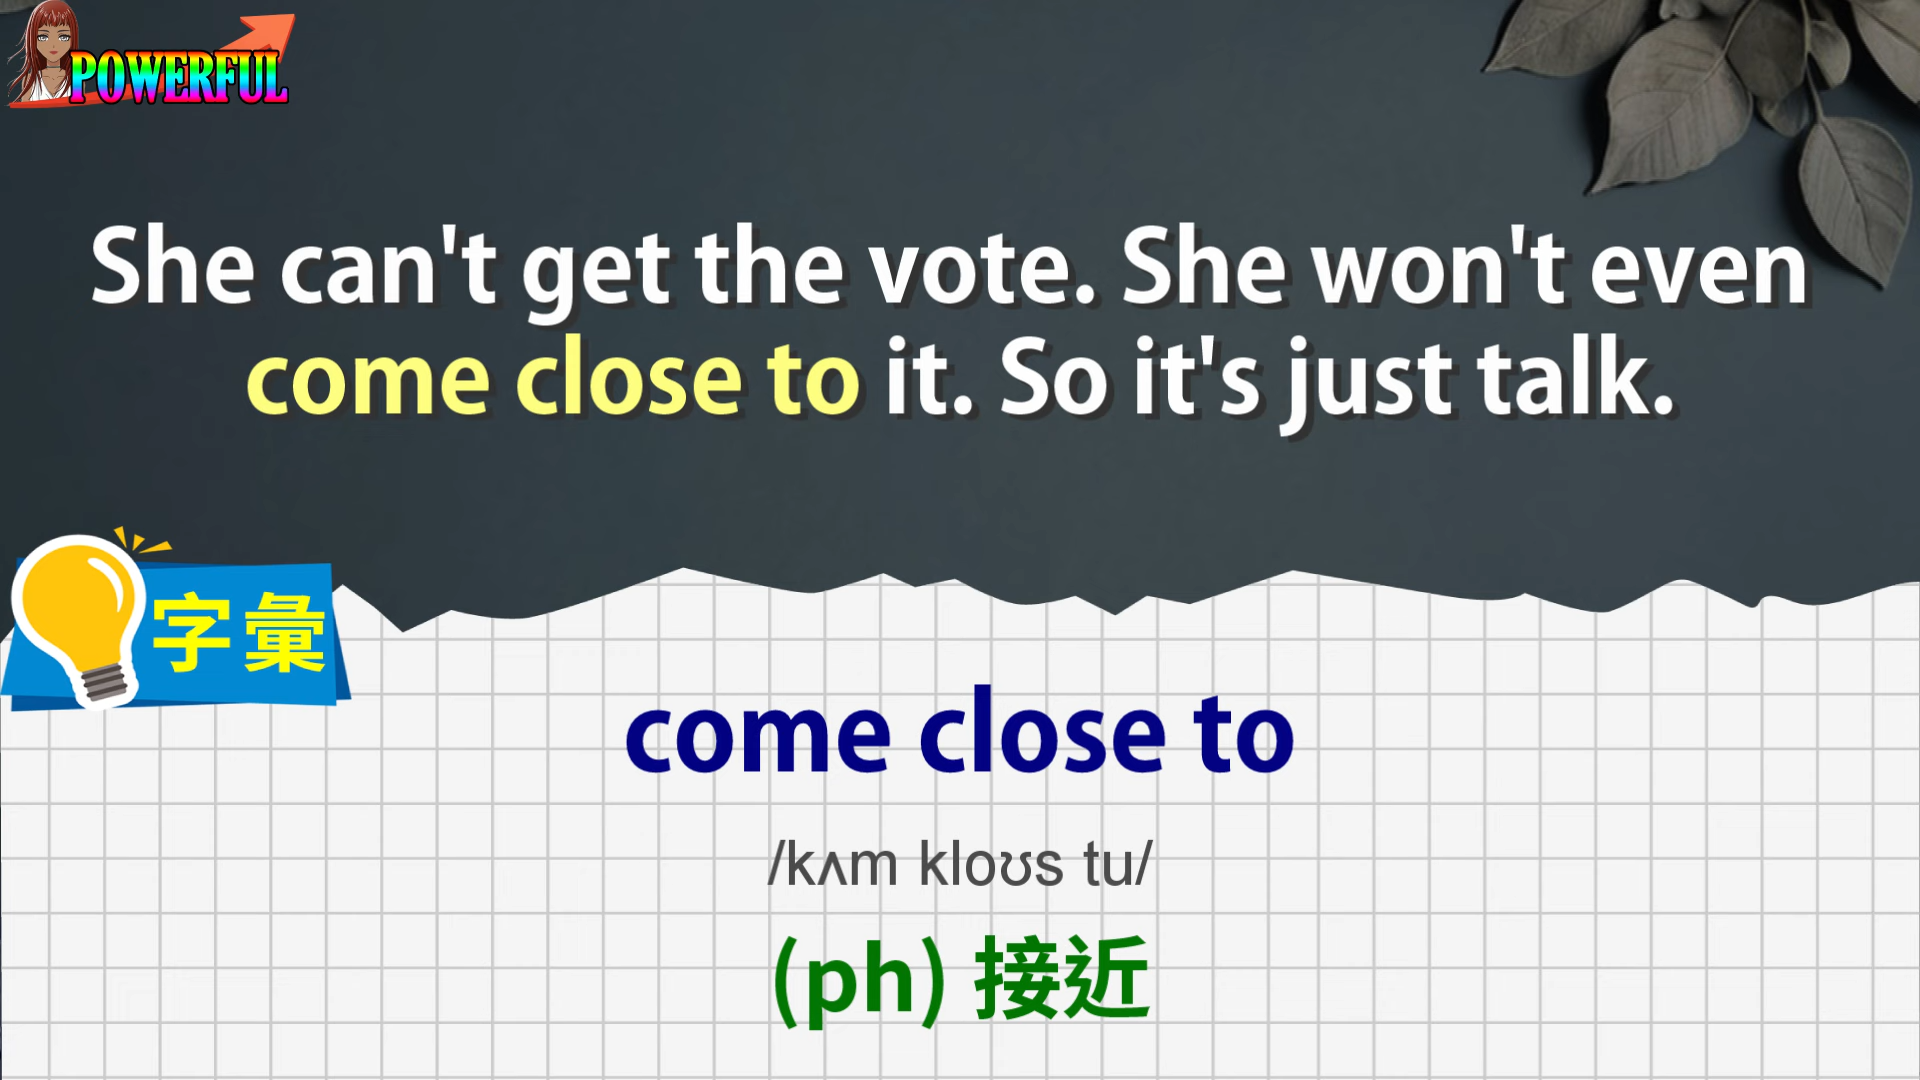 POWERFUL
She can't get the vote. She won't even
come close to it. So it's just talk.
字彙
come close to
/kʌm kloʊs tu/
(ph) 接近